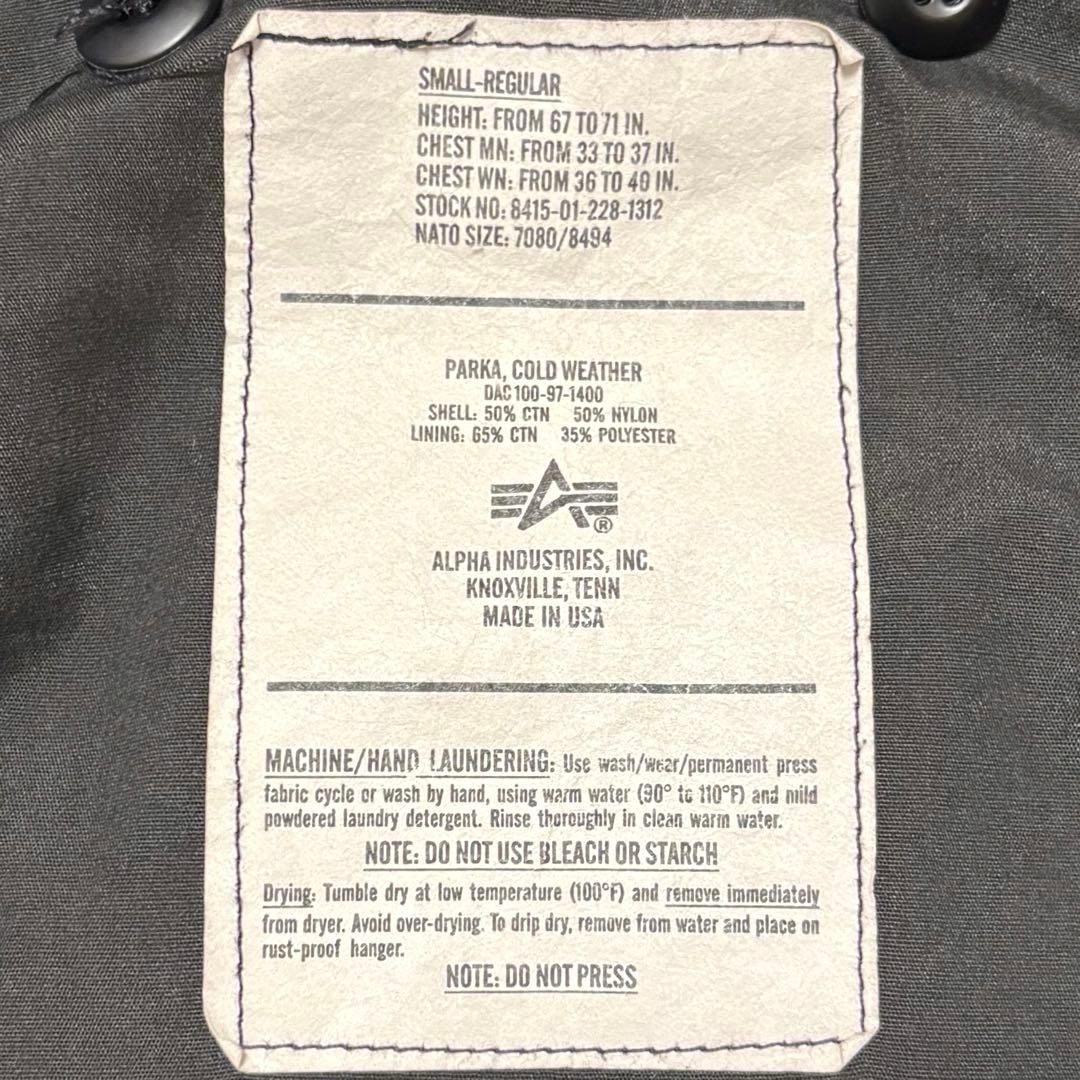 SMALL-REGULAR
HEIGHT: FROM 67 TO 71 IN.
CHEST MN: FROM 33 TO 37 IN.
CHEST WN: FROM 36 TO 40 IN.
STOCK NO: 8415-01-228-1312
NATO SIZE: 7080/8494
PARKA, COLD WEATHER
DAC 100-97-1400
SHELL: 50% CTN 50% NYLON
LINING: 65% CTN 35% POLYESTER
®
ALPHA INDUSTRIES, INC.
KNOXVILLE, TENN
MADE IN USA
MACHINE/HAND LAUNDERING: Use wash/wear/permanent press
fabric cycle or wash by hand, using warm water (90° to 110°F) and mild
powdered laundry detergent. Rinse thoroughly in clean warm water.
NOTE: DO NOT USE BLEACH OR STARCH
Drying: Tumble dry at low temperature (100°F) and remove immediately
from dryer. Avoid over-drying. To drip dry, remove from water and place on
rust-proof hanger.
NOTE: DO NOT PRESS